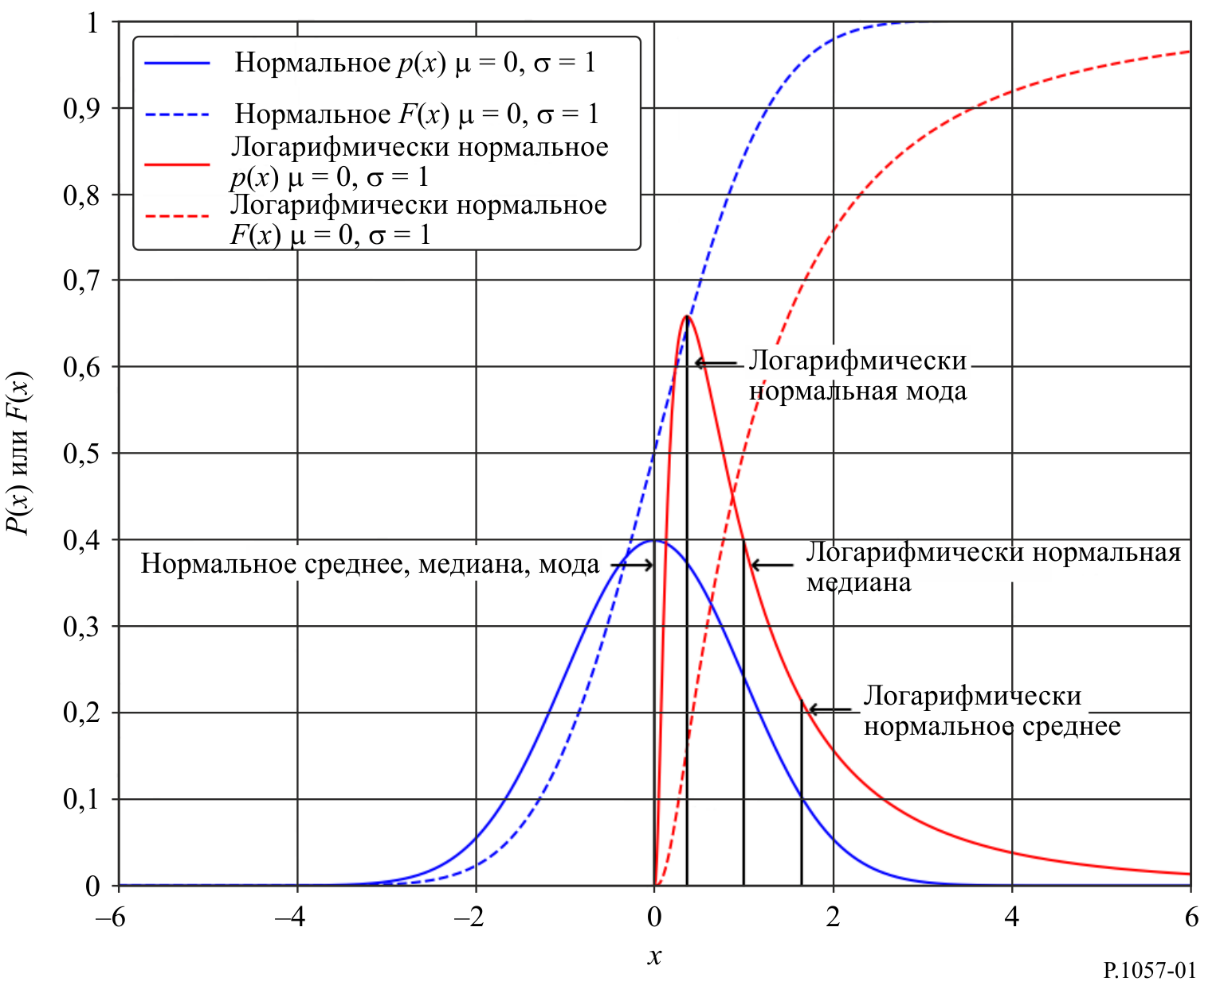 Нормальное p(x) μ = 0, σ = 1
Нормальное F(x) μ = 0, σ = 1
Логарифмически нормальное
p(x) μ = 0, σ = 1
Логарифмически нормальное
F(x) μ = 0, σ = 1
1
0,9
0,8
0,7
0,6
0,5
0,4
0,3
0,2
0,1
0
P(x) или F(x)
Логарифмически
нормальная мода
Нормальное среднее, медиана, мода
Логарифмически нормальная
медиана
Логарифмически
нормальное среднее
–6
–4
–2
0
2
4
6
x
P.1057-01